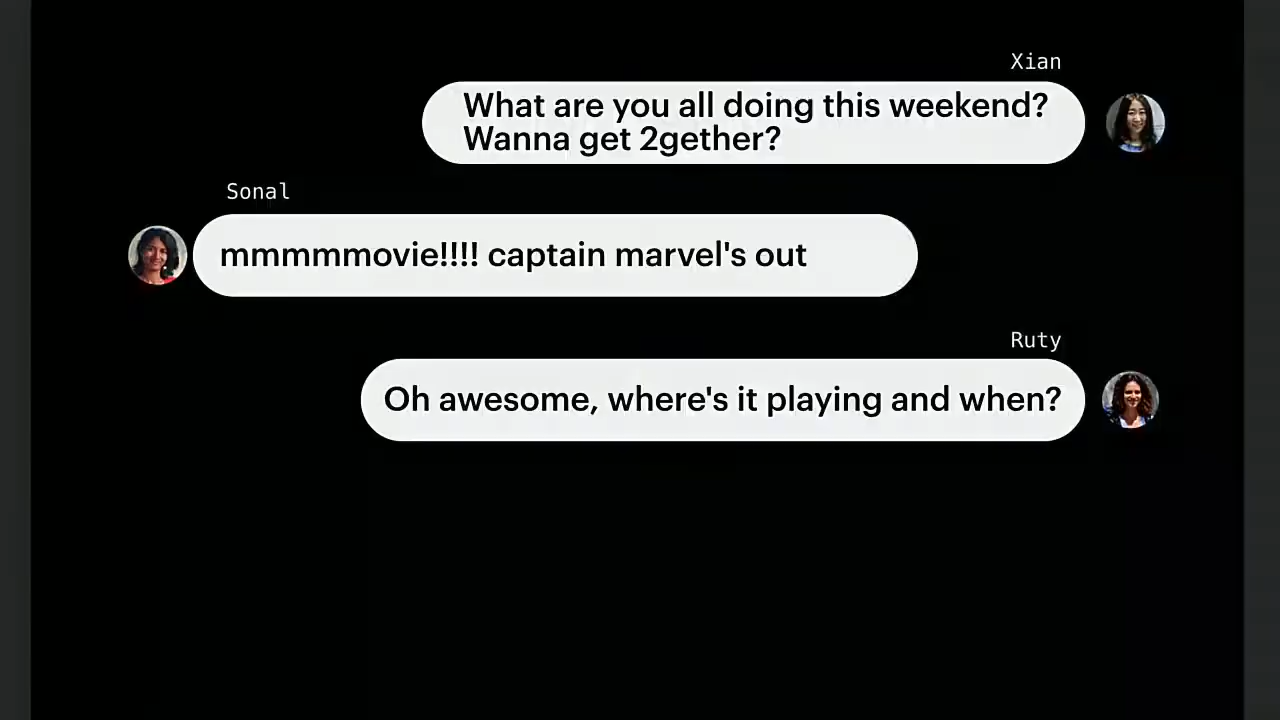 Xian
What are you all doing this weekend?
Wanna get 2gether?
Sonal
mmmmmovie!!!! captain marvel's out
Ruty
Oh awesome, where's it playing and when?